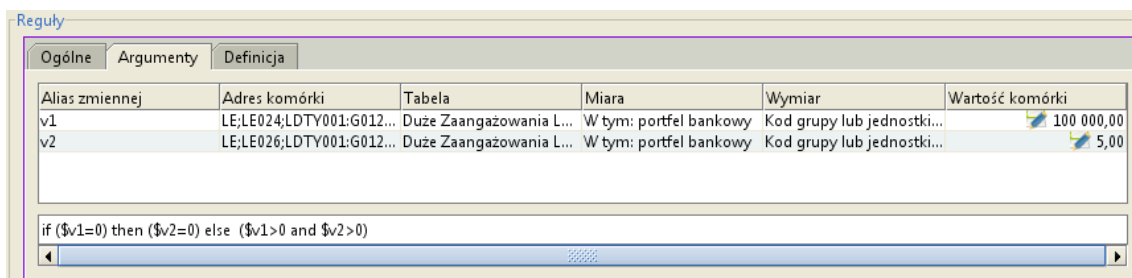 Reguły
Ogólne Argumenty Definicja
Alias zmiennej Adres komórki Tabela Miara Wymiar Wartość komórki
v1 LE;LE024;LDTY001:G012... Duże Zaangażowania L... W tym: portfel bankowy Kod grupy lub jednostki... 100 000,00
v2 LE;LE026;LDTY001:G012... Duże Zaangażowania L... W tym: portfel bankowy Kod grupy lub jednostki... 5,00
if ($v1=0) then ($v2=0) else ($v1>0 and $v2>0)